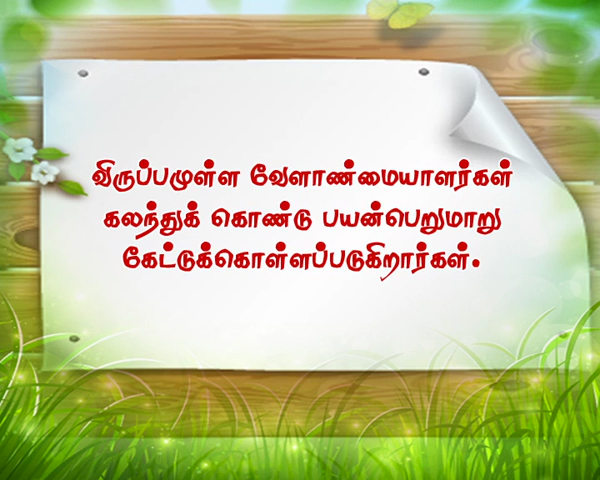 விருப்பமுள்ள வேளாண்மையாளர்கள்
கலந்துக் கொண்டு பயன்பெறுமாறு
கேட்டுக்கொள்ளப்படுகிறார்கள்.